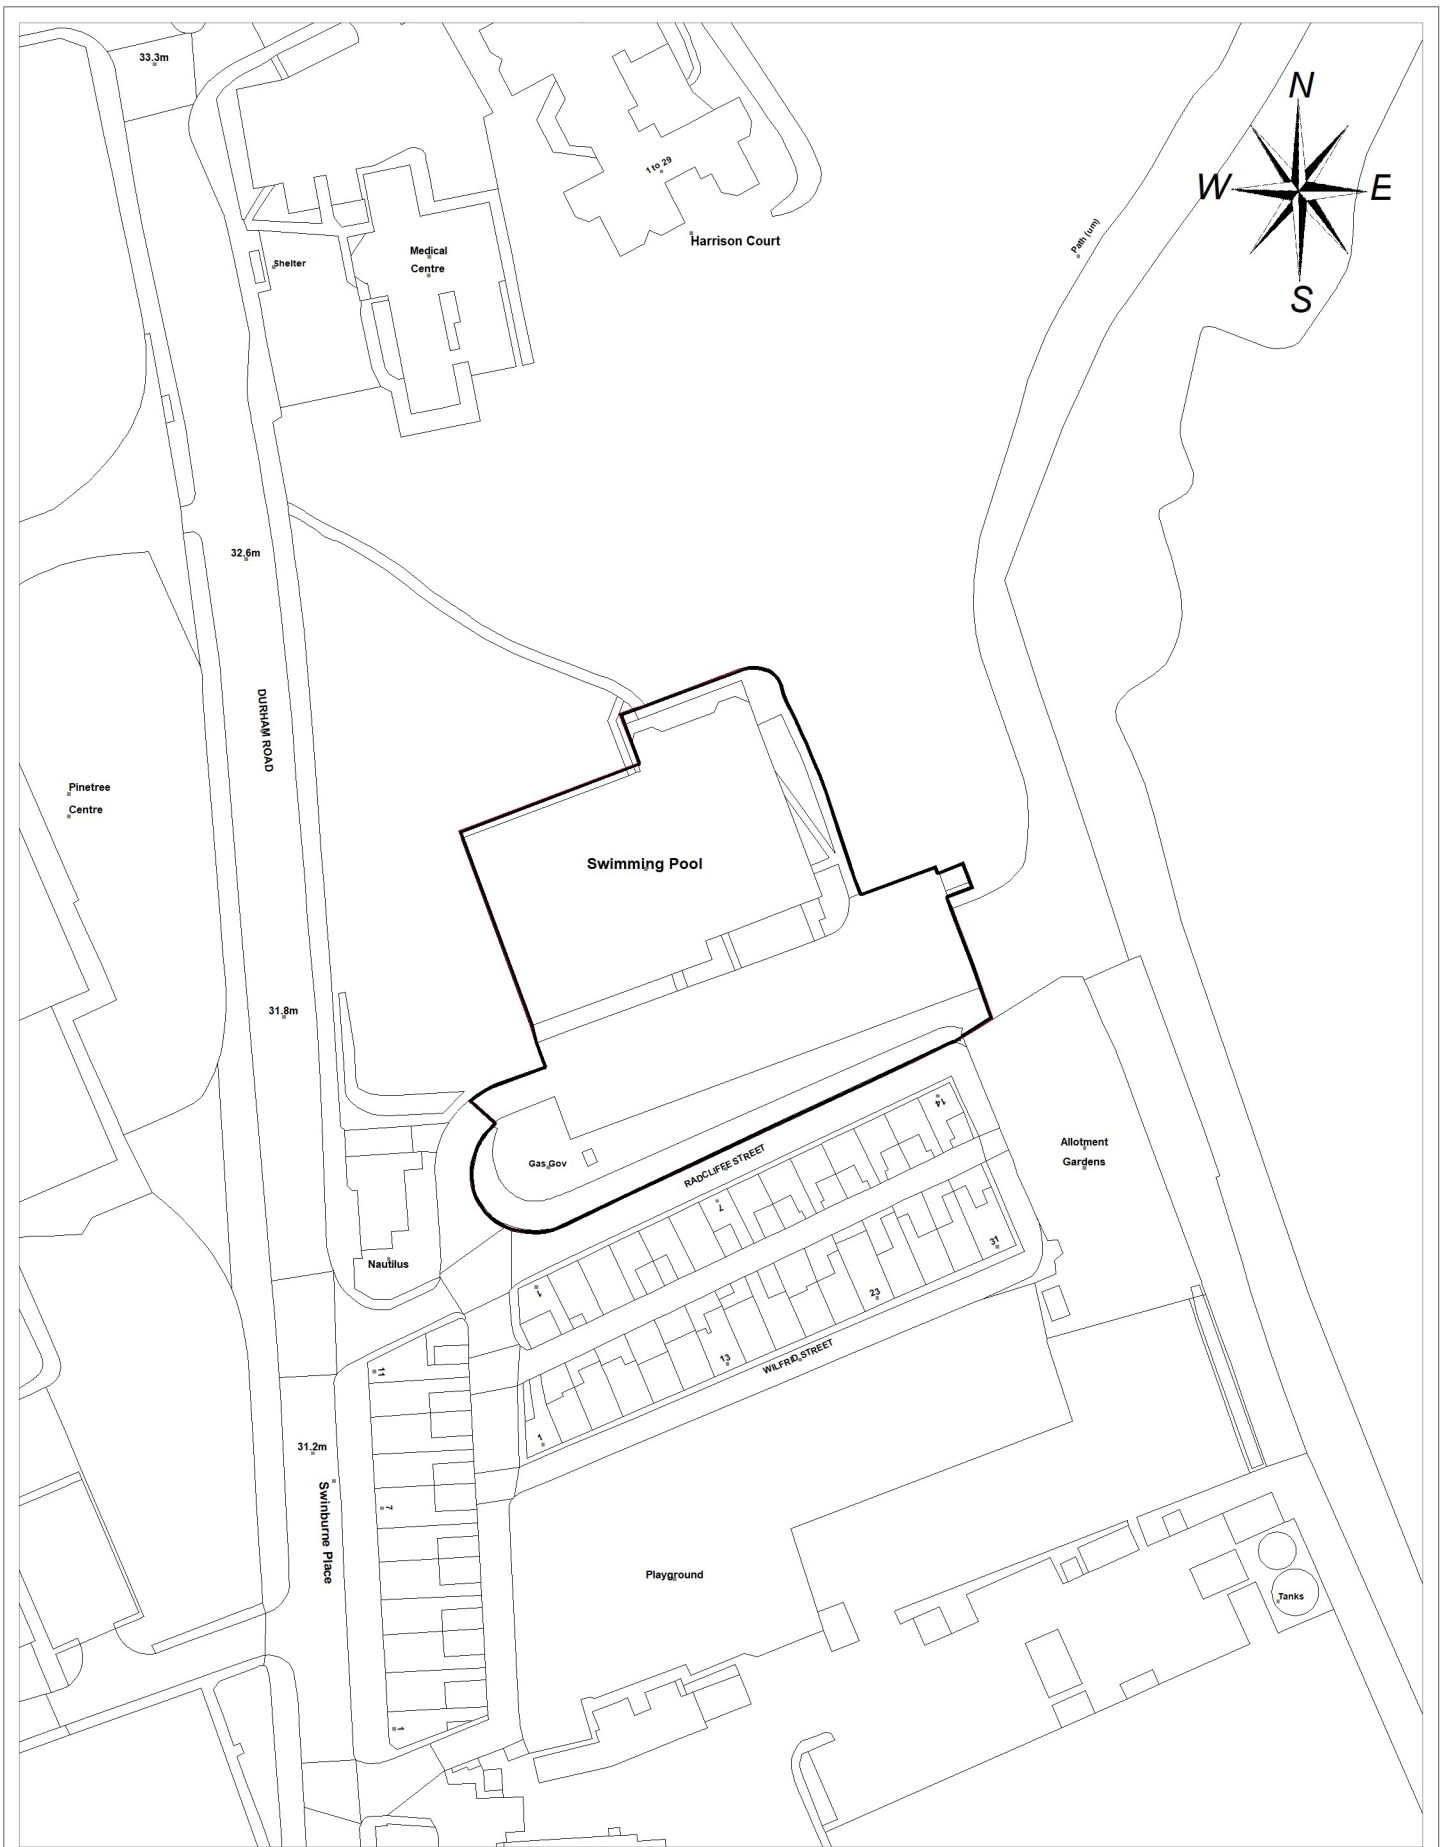 33.3m
N
W
E
S
1 to 29
Harrison Court
Path (um)
Medical
Centre
Shelter
32.6m
DURHAM ROAD
Pinetree
Centre
Swimming Pool
31.8m
14
Allotment
Gardens
RADCLIFFE STREET
Gas Gov
7
31
Nautilus
1
23
13
WILFRID STREET
11
1
31.2m
Swinburne Place
7
Playground
Tanks
1